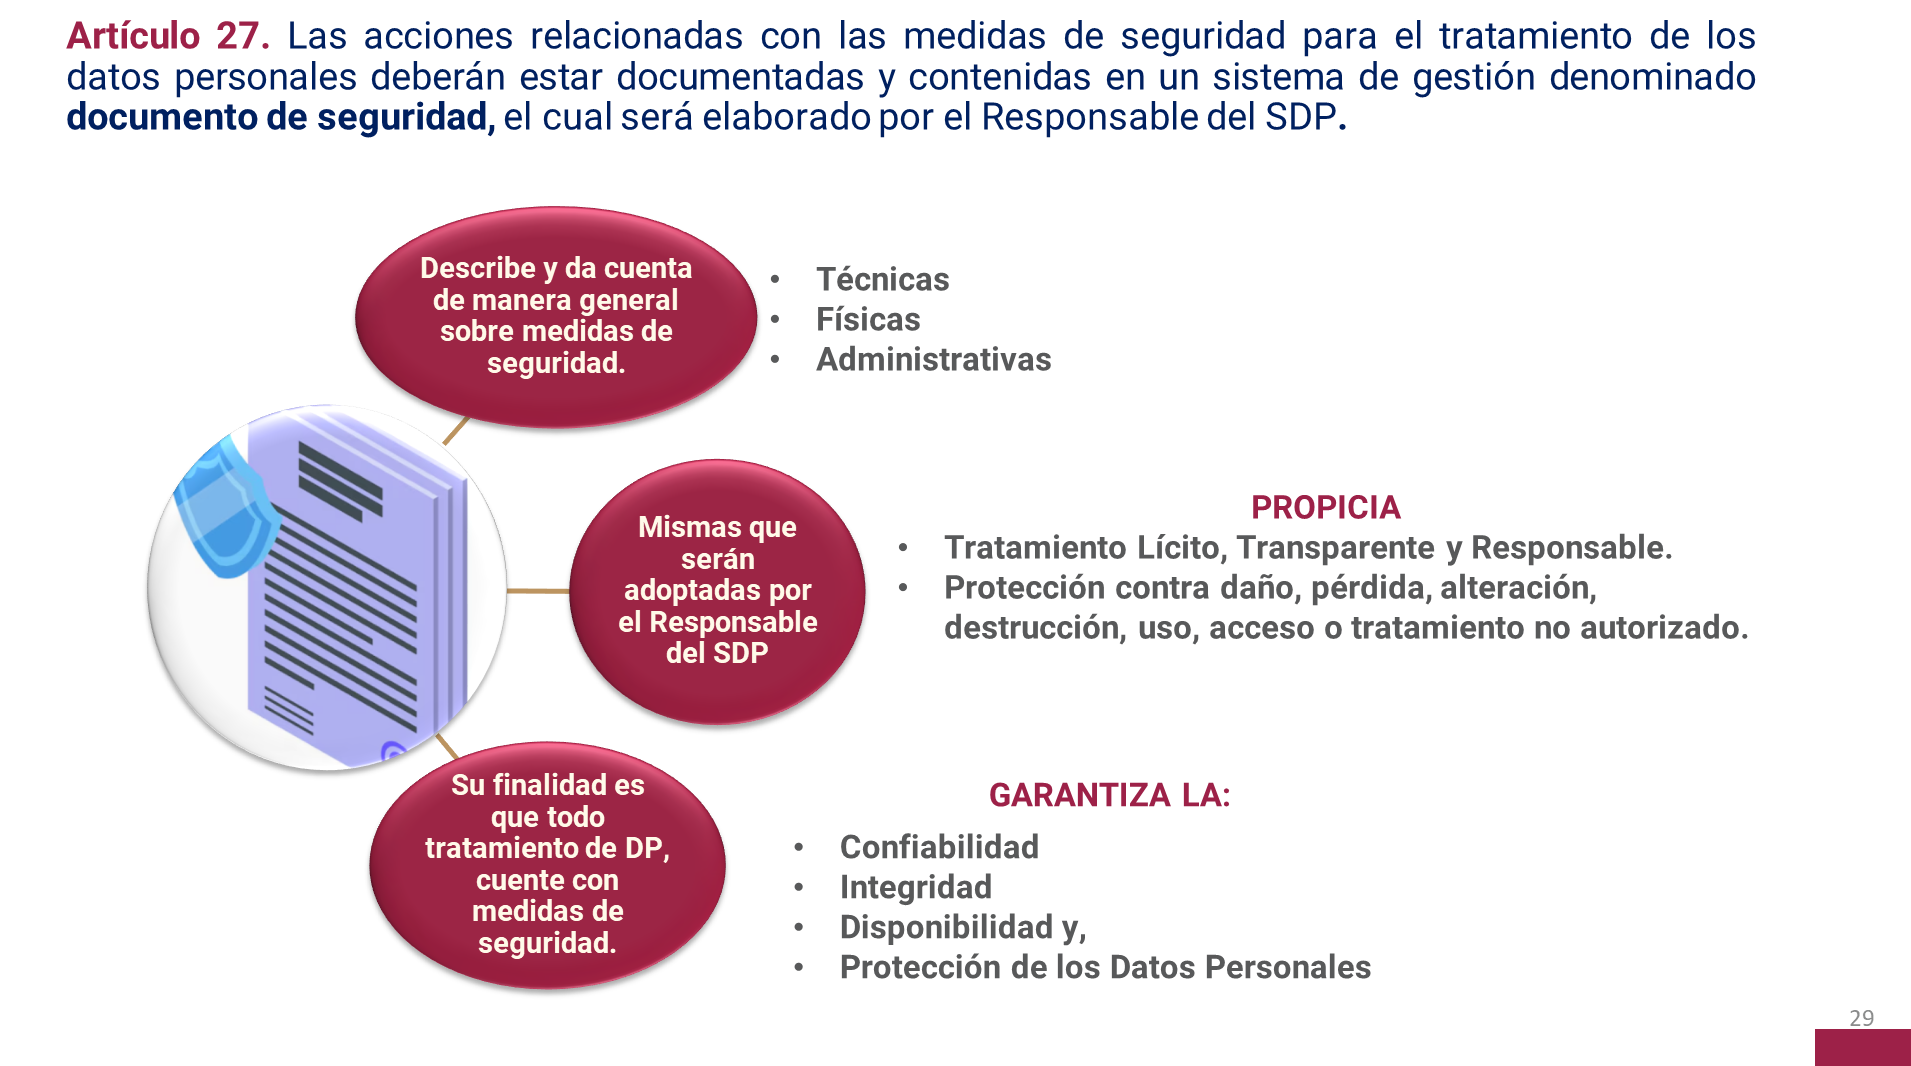 Artículo 27. Las acciones relacionadas con las medidas de seguridad para el tratamiento de los
datos personales deberán estar documentadas y contenidas en un sistema de gestión denominado
documento de seguridad, el cual será elaborado por el Responsable del SDP.
Describe y da cuenta
de manera general
sobre medidas de
seguridad.
• Técnicas
• Físicas
• Administrativas
Mismas que
serán
adoptadas por
el Responsable
del SDP
PROPICIA
• Tratamiento Lícito, Transparente y Responsable.
• Protección contra daño, pérdida, alteración,
destrucción, uso, acceso o tratamiento no autorizado.
Su finalidad es
que todo
tratamiento de DP,
cuente con
medidas de
seguridad.
GARANTIZA LA:
• Confiabilidad
• Integridad
• Disponibilidad y,
• Protección de los Datos Personales
29